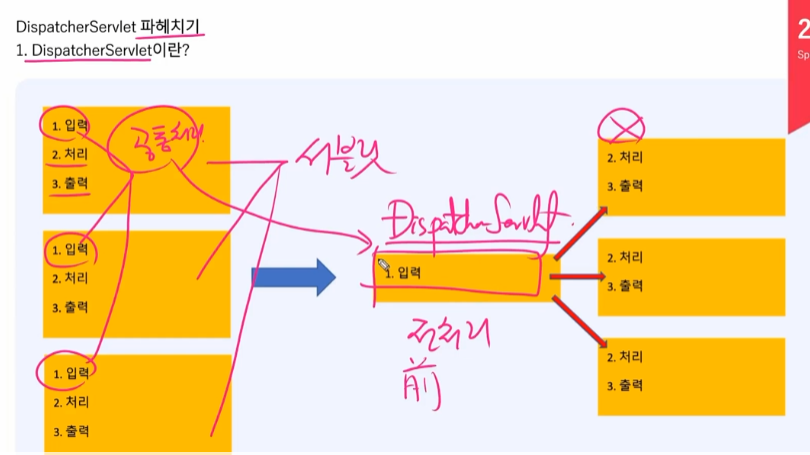 DispatcherServlet 파헤치기
1. DispatcherServlet이란?
2
Sp
1. 입력
2. 처리
3. 출력
공통처리!
서블릿
1. 입력
2. 처리
3. 출력
1. 입력
2. 처리
3. 출력
DispatcherServlet
1. 입력
전처리
前
2. 처리
3. 출력
2. 처리
3. 출력
2. 처리
3. 출력